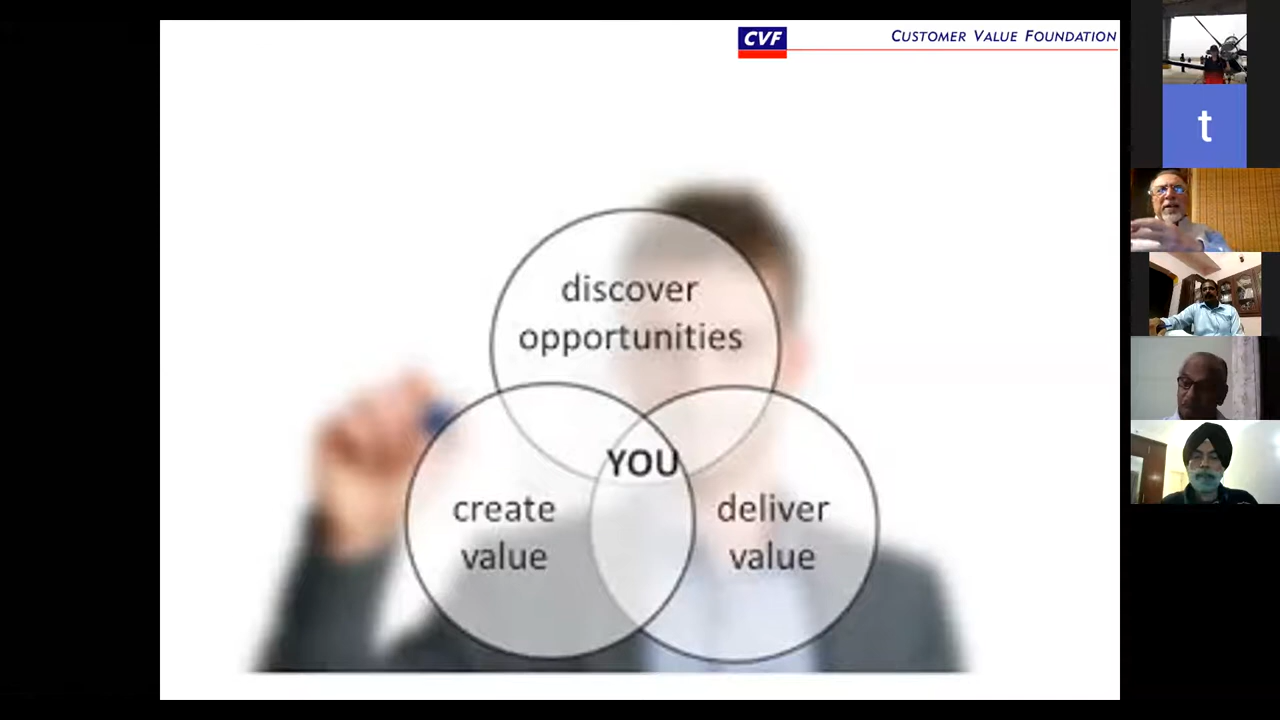 CVF CUSTOMER VALUE FOUNDATION
t
discover
opportunities
YOU
create
value
deliver
value